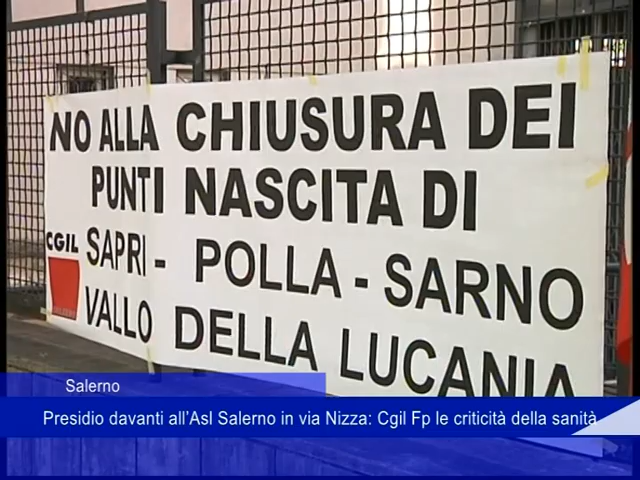 NO ALLA CHIUSURA DEI
PUNTI NASCITA DI
CGIL
SAPRI - POLLA - SARNO
VALLO DELLA LUCANIA
Salerno
Presidio davanti all'Asl Salerno in via Nizza: Cgil Fp le criticità della sanità